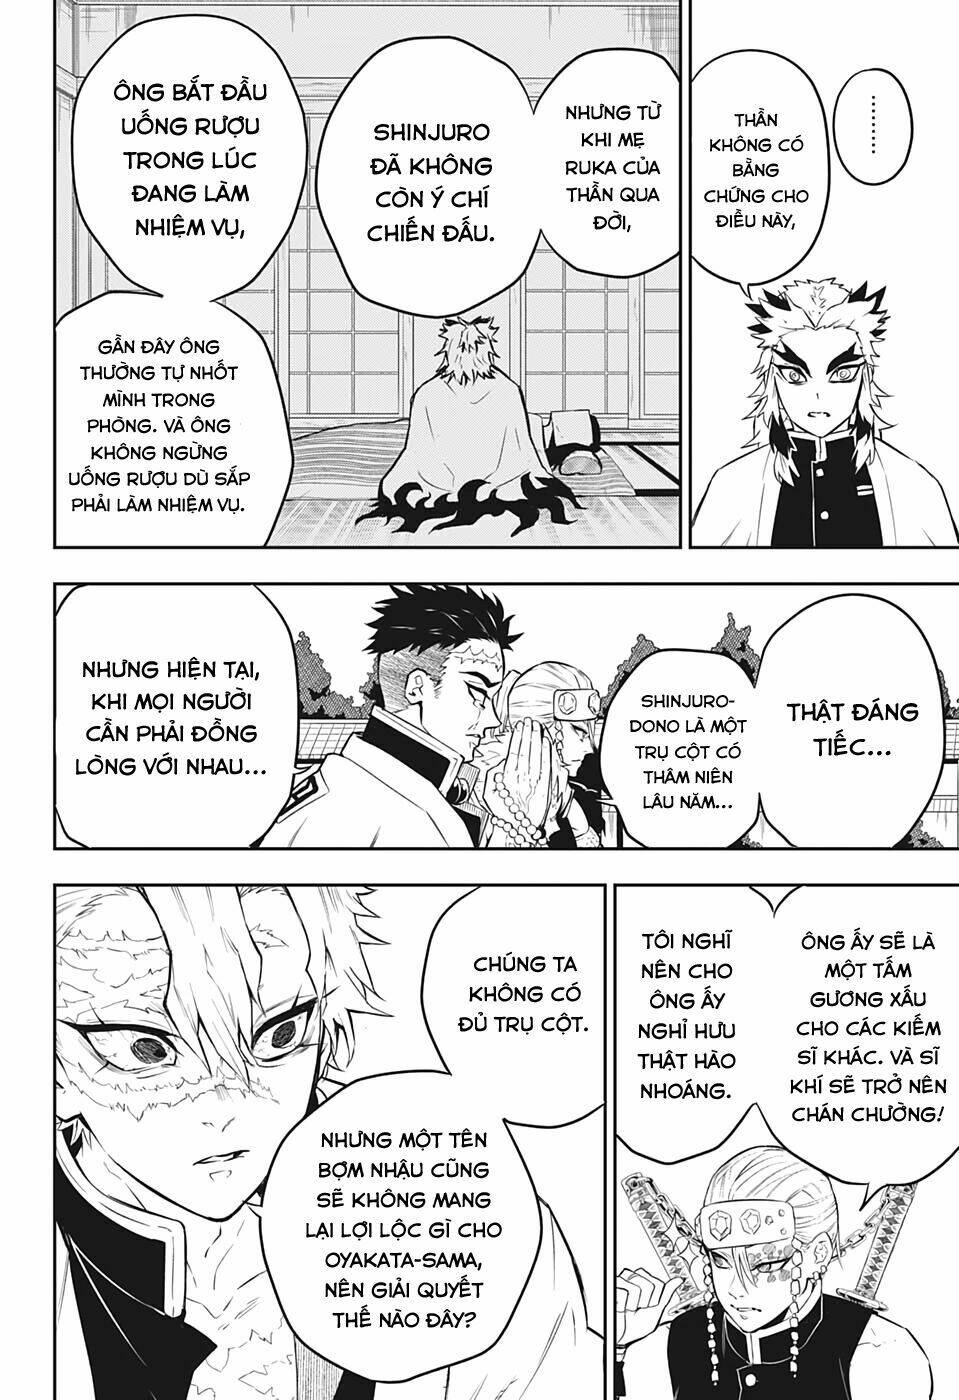 ………
THẦN
KHÔNG CÓ
BẰNG
CHỨNG CHO
ĐIỀU NÀY,
NHƯNG TỪ
KHI MẸ
RUKA CỦA
THẦN QUA
ĐỜI,
SHINJURO
ĐÃ KHÔNG
CÒN Ý CHÍ
CHIẾN ĐẤU.
ÔNG BẮT ĐẦU
UỐNG RƯỢU
TRONG LÚC
ĐANG LÀM
NHIỆM VỤ,
GẦN ĐÂY ÔNG
THƯỜNG TỰ NHỐT
MÌNH TRONG
PHÒNG. VÀ ÔNG
KHÔNG NGỪNG
UỐNG RƯỢU DÙ SẮP
PHẢI LÀM NHIỆM VỤ.
THẬT ĐÁNG
TIẾC...
SHINJURO-
DONO LÀ MỘT
TRỤ CỘT CÓ
THÂM NIÊN
LÂU NĂM...
NHƯNG HIỆN TẠI,
KHI MỌI NGƯỜI
CẦN PHẢI ĐỒNG
LÒNG VỚI NHAU...
ÔNG ẤY SẼ LÀ
MỘT TẤM
GƯƠNG XẤU
CHO CÁC KIẾM
SĨ KHÁC. VÀ SĨ
KHÍ SẼ TRỞ NÊN
CHÁN CHƯỜNG!
TÔI NGHĨ
NÊN CHO
ÔNG ẤY
NGHỈ HƯU
THẬT HÀO
NHOÁNG.
CHÚNG TA
KHÔNG CÓ
ĐỦ TRỤ CỘT.
NHƯNG MỘT TÊN
BỢM NHẬU CŨNG
SẼ KHÔNG MANG
LẠI LỢI LỘC GÌ CHO
OYAKATA-SAMA,
NÊN GIẢI QUYẾT
THẾ NÀO ĐÂY?